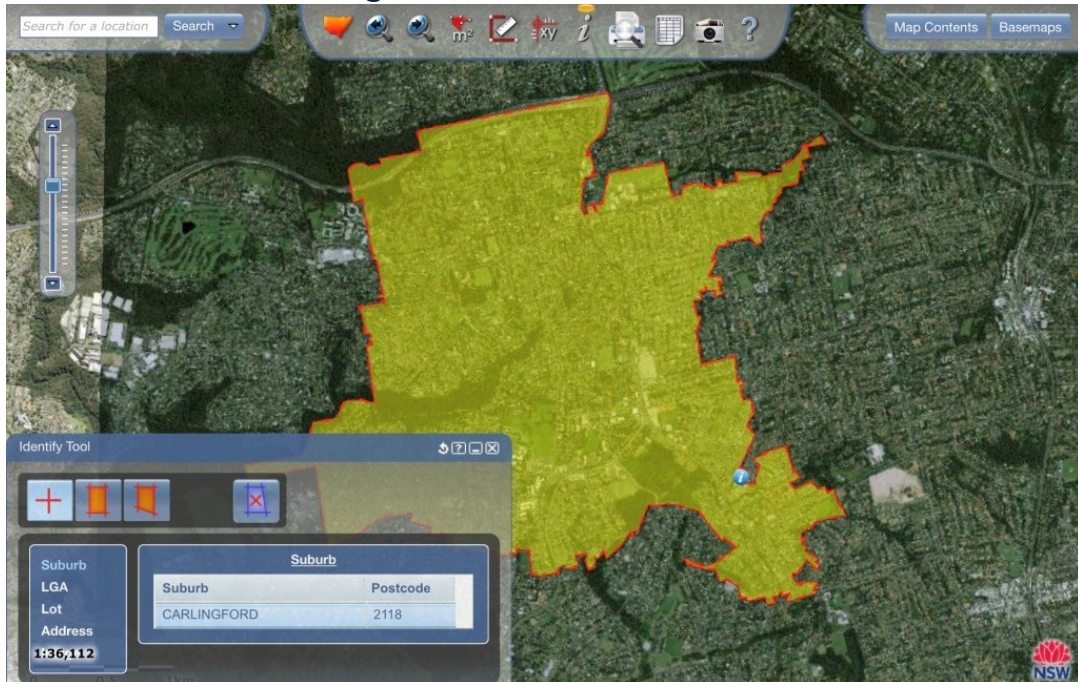 Search for a location Search
m²
xy
i
?
Map Contents Basemaps
Identify Tool
?
Suburb
LGA
Lot
Address
1:36,112
Suburb
Suburb Postcode
CARLINGFORD 2118
i
NSW